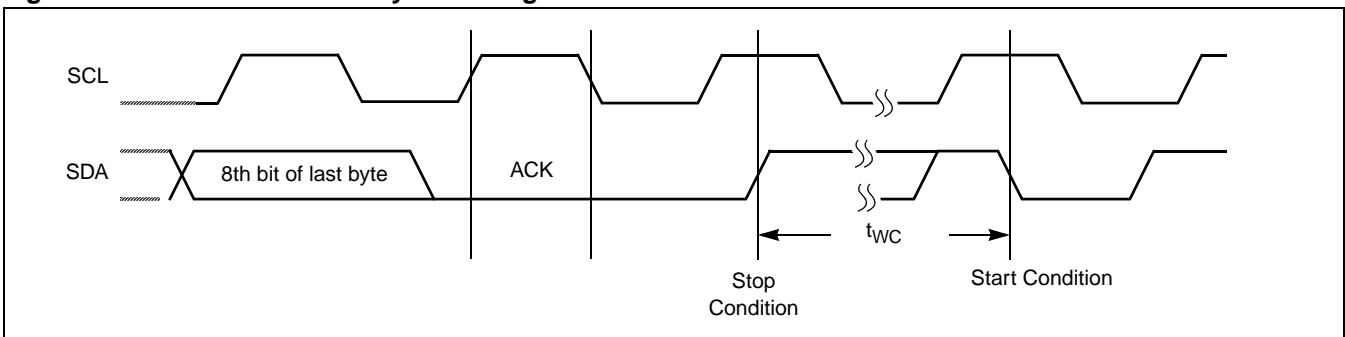 SCL
SDA
8th bit of last byte
ACK
tWC
Stop
Condition
Start Condition